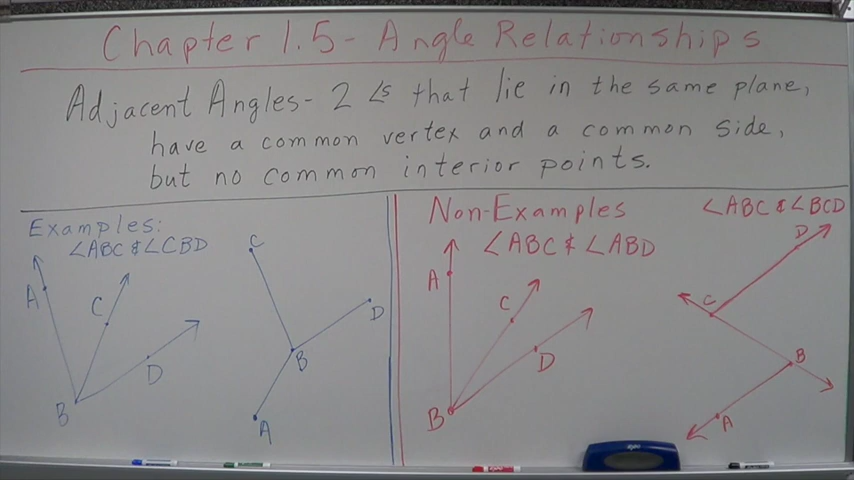 Chapter 1.5 - Angle Relationships
Adjacent Angles - 2 ∠s that lie in the same plane,
have a common vertex and a common side,
but no common interior points.
Examples:
∠ABC & ∠CBD
A
C
B
D
C
D
B
A
Non-Examples
∠ABC & ∠ABD
A
C
D
B
∠ABC & ∠BCD
D
C
B
A